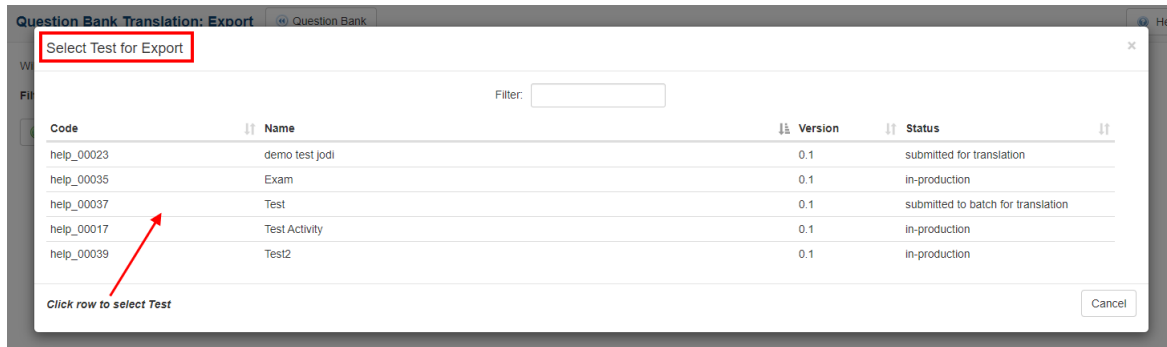 Question Bank Translation: Export Question Bank He
Select Test for Export ×
Wi
Filter:
Fil
Code Name Version Status
help_00023 demo test jodi 0.1 submitted for translation
help_00035 Exam 0.1 in-production
help_00037 Test 0.1 submitted to batch for translation
help_00017 Test Activity 0.1 in-production
help_00039 Test2 0.1 in-production
Click row to select Test Cancel